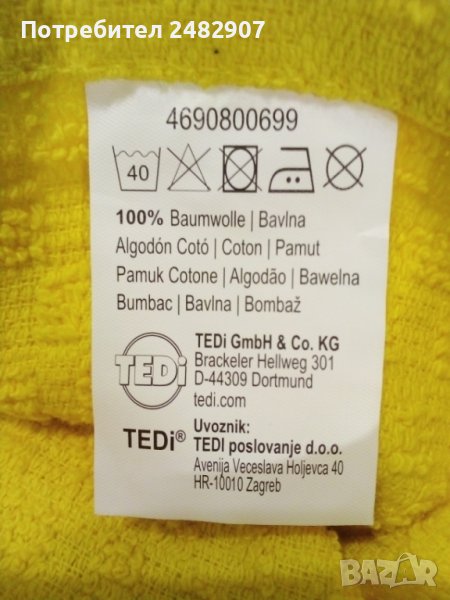 Потребител 2482907
4690800699
40
100% Baumwolle | Bavlna
Algodón Cotó | Coton | Pamut
Pamuk Cotone | Algodão | Bawełna
Bumbac | Bavlna | Bombaž
TEDi
TEDi GmbH & Co. KG
Brackeler Hellweg 301
D-44309 Dortmund
tedi.com
TEDi®
Uvoznik:
TEDI poslovanje d.o.o.
Avenija Veceslava Holjevca 40
HR-10010 Zagreb
BAZAR